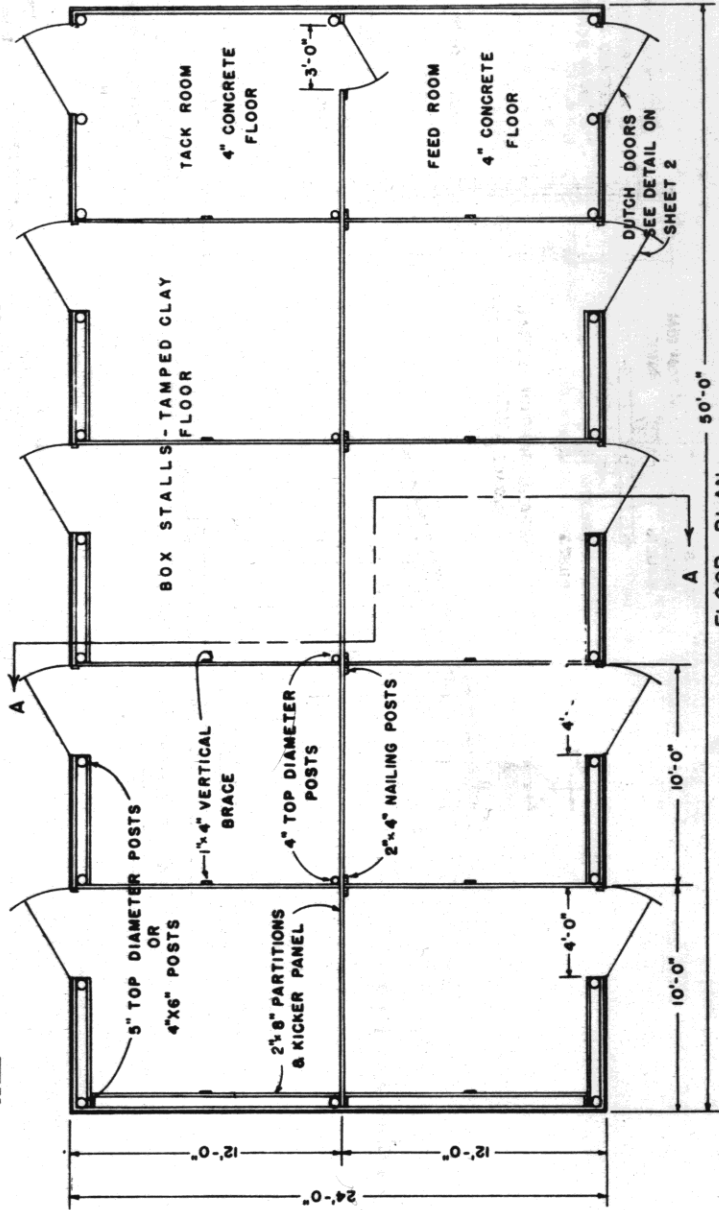 TACK ROOM
4" CONCRETE
FLOOR
3'-0"
FEED ROOM
4" CONCRETE
FLOOR
DUTCH DOORS
SEE DETAIL ON
SHEET 2
BOX STALLS - TAMPED CLAY
FLOOR
A
1"x4" VERTICAL
BRACE
5" TOP DIAMETER POSTS
OR
4"X6" POSTS
4" TOP DIAMETER
POSTS
2"x4" NAILING POSTS
2"x8" PARTITIONS
& KICKER PANEL
4'-0"
10'-0"
10'-0"
A
50'-0"
12'-0"
12'-0"
24'-0"
FLOOR PLAN